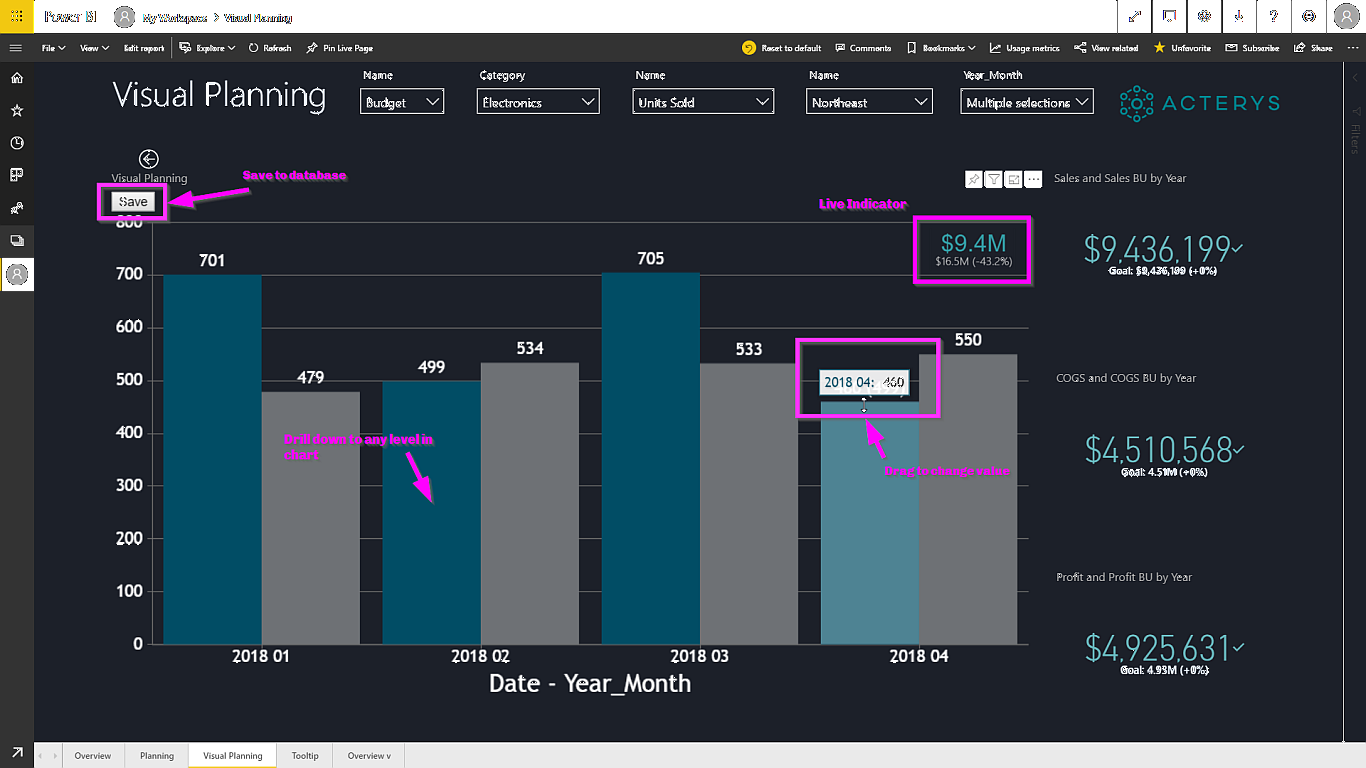 Power BI My Workspace > Visual Planning ?
File View Edit report Explore Refresh Pin Live Page Reset to default Comments Bookmarks Usage metrics View related Unfavorite Subscribe Share
Visual Planning
Name Category Name Name Year_Month
Budget Electronics Units Sold Northeast Multiple selections
ACTERYS
Filters
Visual Planning
Save to database
Save
Live Indicator
$9.4M
$16.5M (-43.2%)
Sales and Sales BU by Year
$9,436,199
Goal: $9,436,199 (+0%)
COGS and COGS BU by Year
$4,510,568
Goal: 4.51M (+0%)
Profit and Profit BU by Year
$4,925,631
Goal: 4.93M (+0%)
800
700
600
500
400
300
200
100
0
701 479 499 534 705 533 550
2018 04: 460
Drill down to any level in
chart
Drag to change value
2018 01 2018 02 2018 03 2018 04
Date - Year_Month
Overview Planning Visual Planning Tooltip Overview v